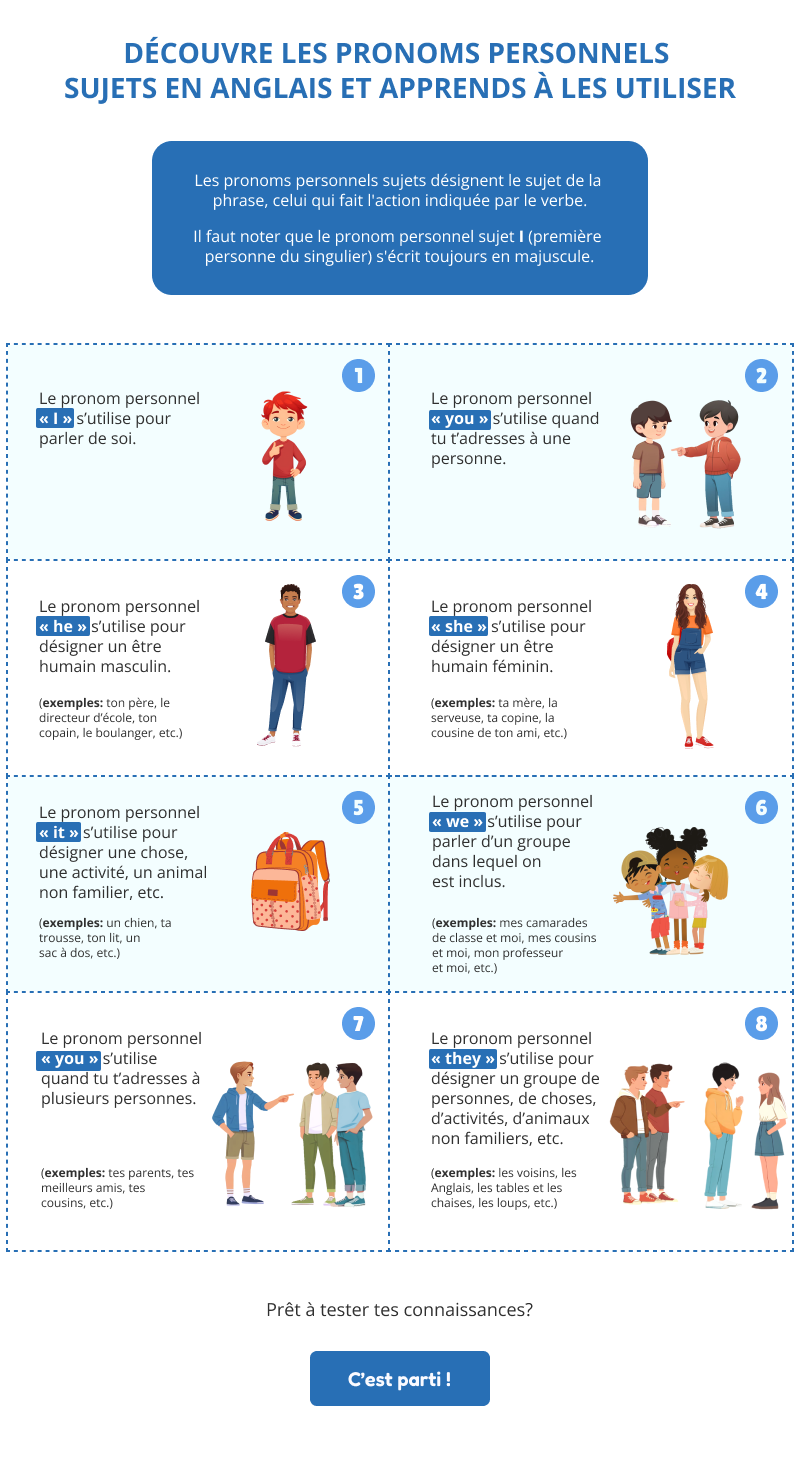 DÉCOUVRE LES PRONOMS PERSONNELS
SUJETS EN ANGLAIS ET APPRENDS À LES UTILISER
Les pronoms personnels sujets désignent le sujet de la
phrase, celui qui fait l'action indiquée par le verbe.
Il faut noter que le pronom personnel sujet I (première
personne du singulier) s'écrit toujours en majuscule.
1
Le pronom personnel
« I » s’utilise pour
parler de soi.
2
Le pronom personnel
« you » s’utilise quand
tu t’adresses à une
personne.
3
Le pronom personnel
« he » s’utilise pour
désigner un être
humain masculin.
(exemples: ton père, le
directeur d’école, ton
copain, le boulanger, etc.)
4
Le pronom personnel
« she » s’utilise pour
désigner un être
humain féminin.
(exemples: ta mère, la
serveuse, ta copine, la
cousine de ton ami, etc.)
5
Le pronom personnel
« it » s’utilise pour
désigner une chose,
une activité, un animal
non familier, etc.
(exemples: un chien, ta
trousse, ton lit, un
sac à dos, etc.)
6
Le pronom personnel
« we » s’utilise pour
parler d’un groupe
dans lequel on
est inclus.
(exemples: mes camarades
de classe et moi, mes cousins
et moi, mon professeur
et moi, etc.)
7
Le pronom personnel
« you » s’utilise
quand tu t’adresses à
plusieurs personnes.
(exemples: tes parents, tes
meilleurs amis, tes
cousins, etc.)
8
Le pronom personnel
« they » s’utilise pour
désigner un groupe de
personnes, de choses,
d’activités, d’animaux
non familiers, etc.
(exemples: les voisins, les
Anglais, les tables et les
chaises, les loups, etc.)
Prêt à tester tes connaissances?
C’est parti !